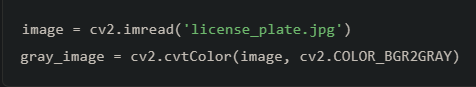 image = cv2.imread('license_plate.jpg')
gray_image = cv2.cvtColor(image, cv2.COLOR_BGR2GRAY)